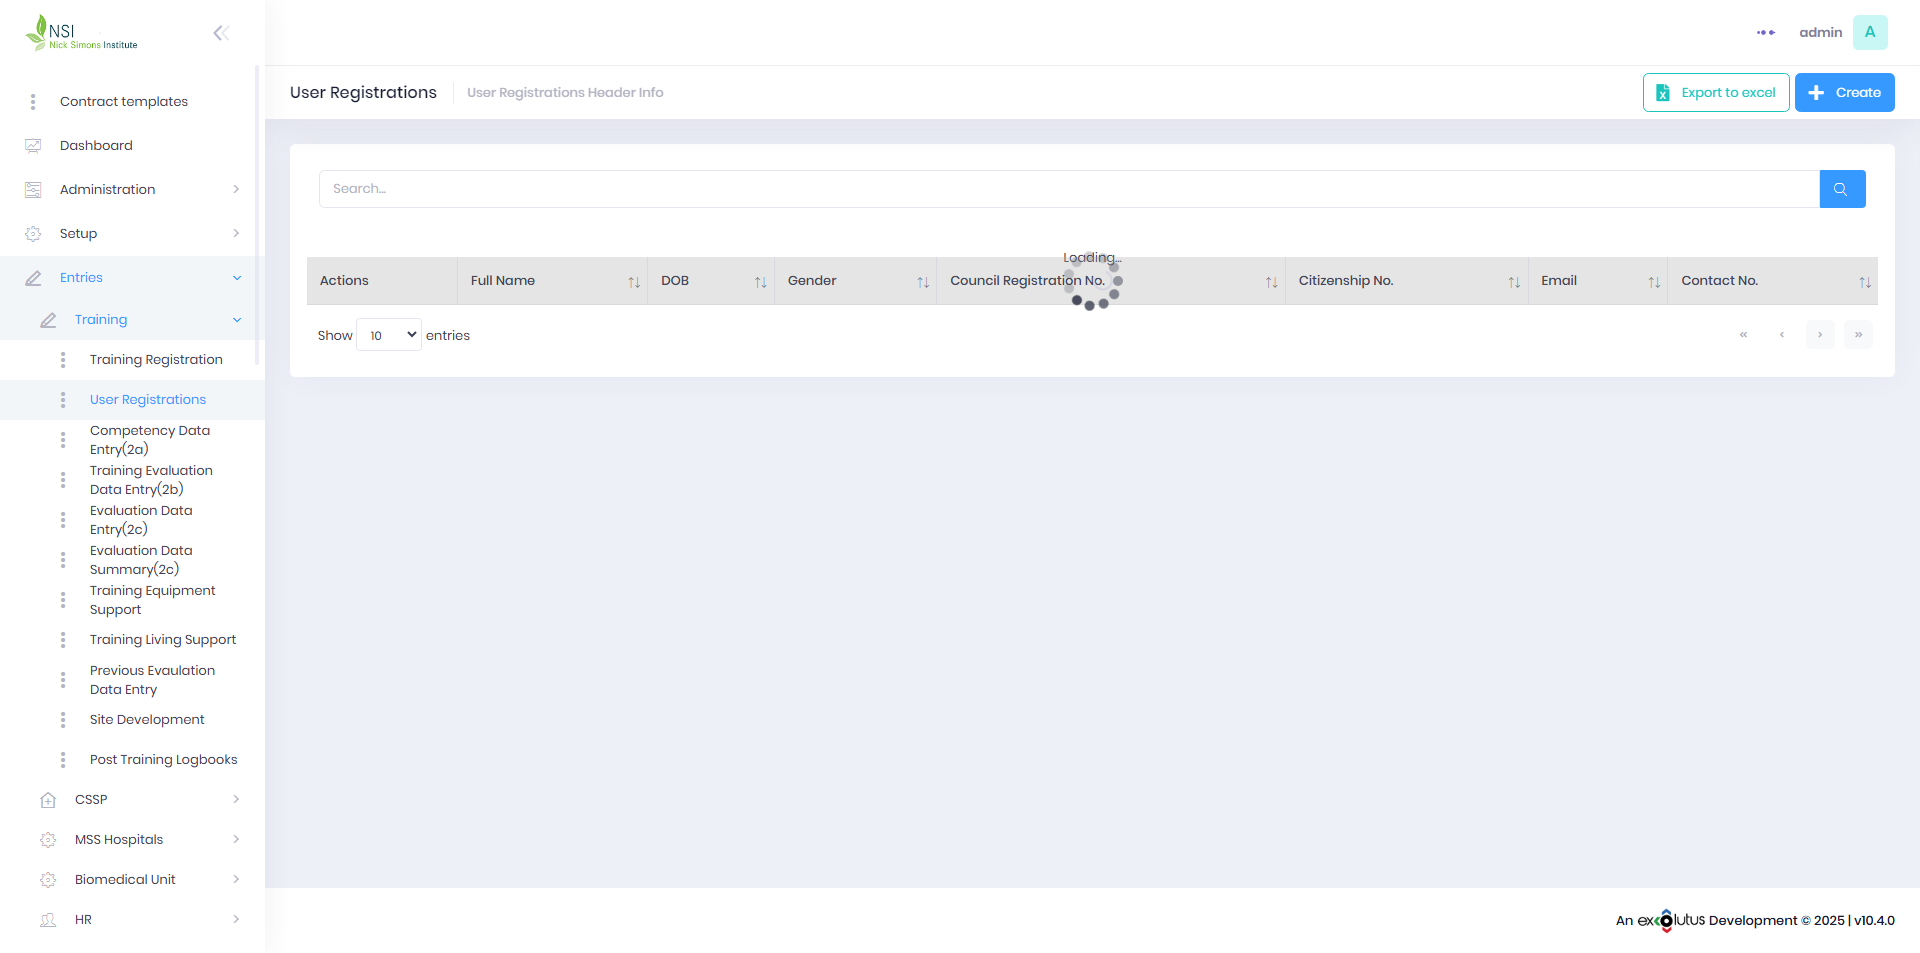 NSI
Nick Simons Institute
admin
A
Contract templates
Dashboard
Administration
Setup
Entries
Training
Training Registration
User Registrations
Competency Data
Entry(2a)
Training Evaluation
Data Entry(2b)
Evaluation Data
Entry(2c)
Evaluation Data
Summary(2c)
Training Equipment
Support
Training Living Support
Previous Evaulation
Data Entry
Site Development
Post Training Logbooks
CSSP
MSS Hospitals
Biomedical Unit
HR
User Registrations
User Registrations Header Info
Export to excel
Create
Search...
Loading...
Actions Full Name DOB Gender Council Registration No. Citizenship No. Email Contact No.
Show 10 entries
« ‹ › »
An exolutus Development © 2025 | v10.4.0